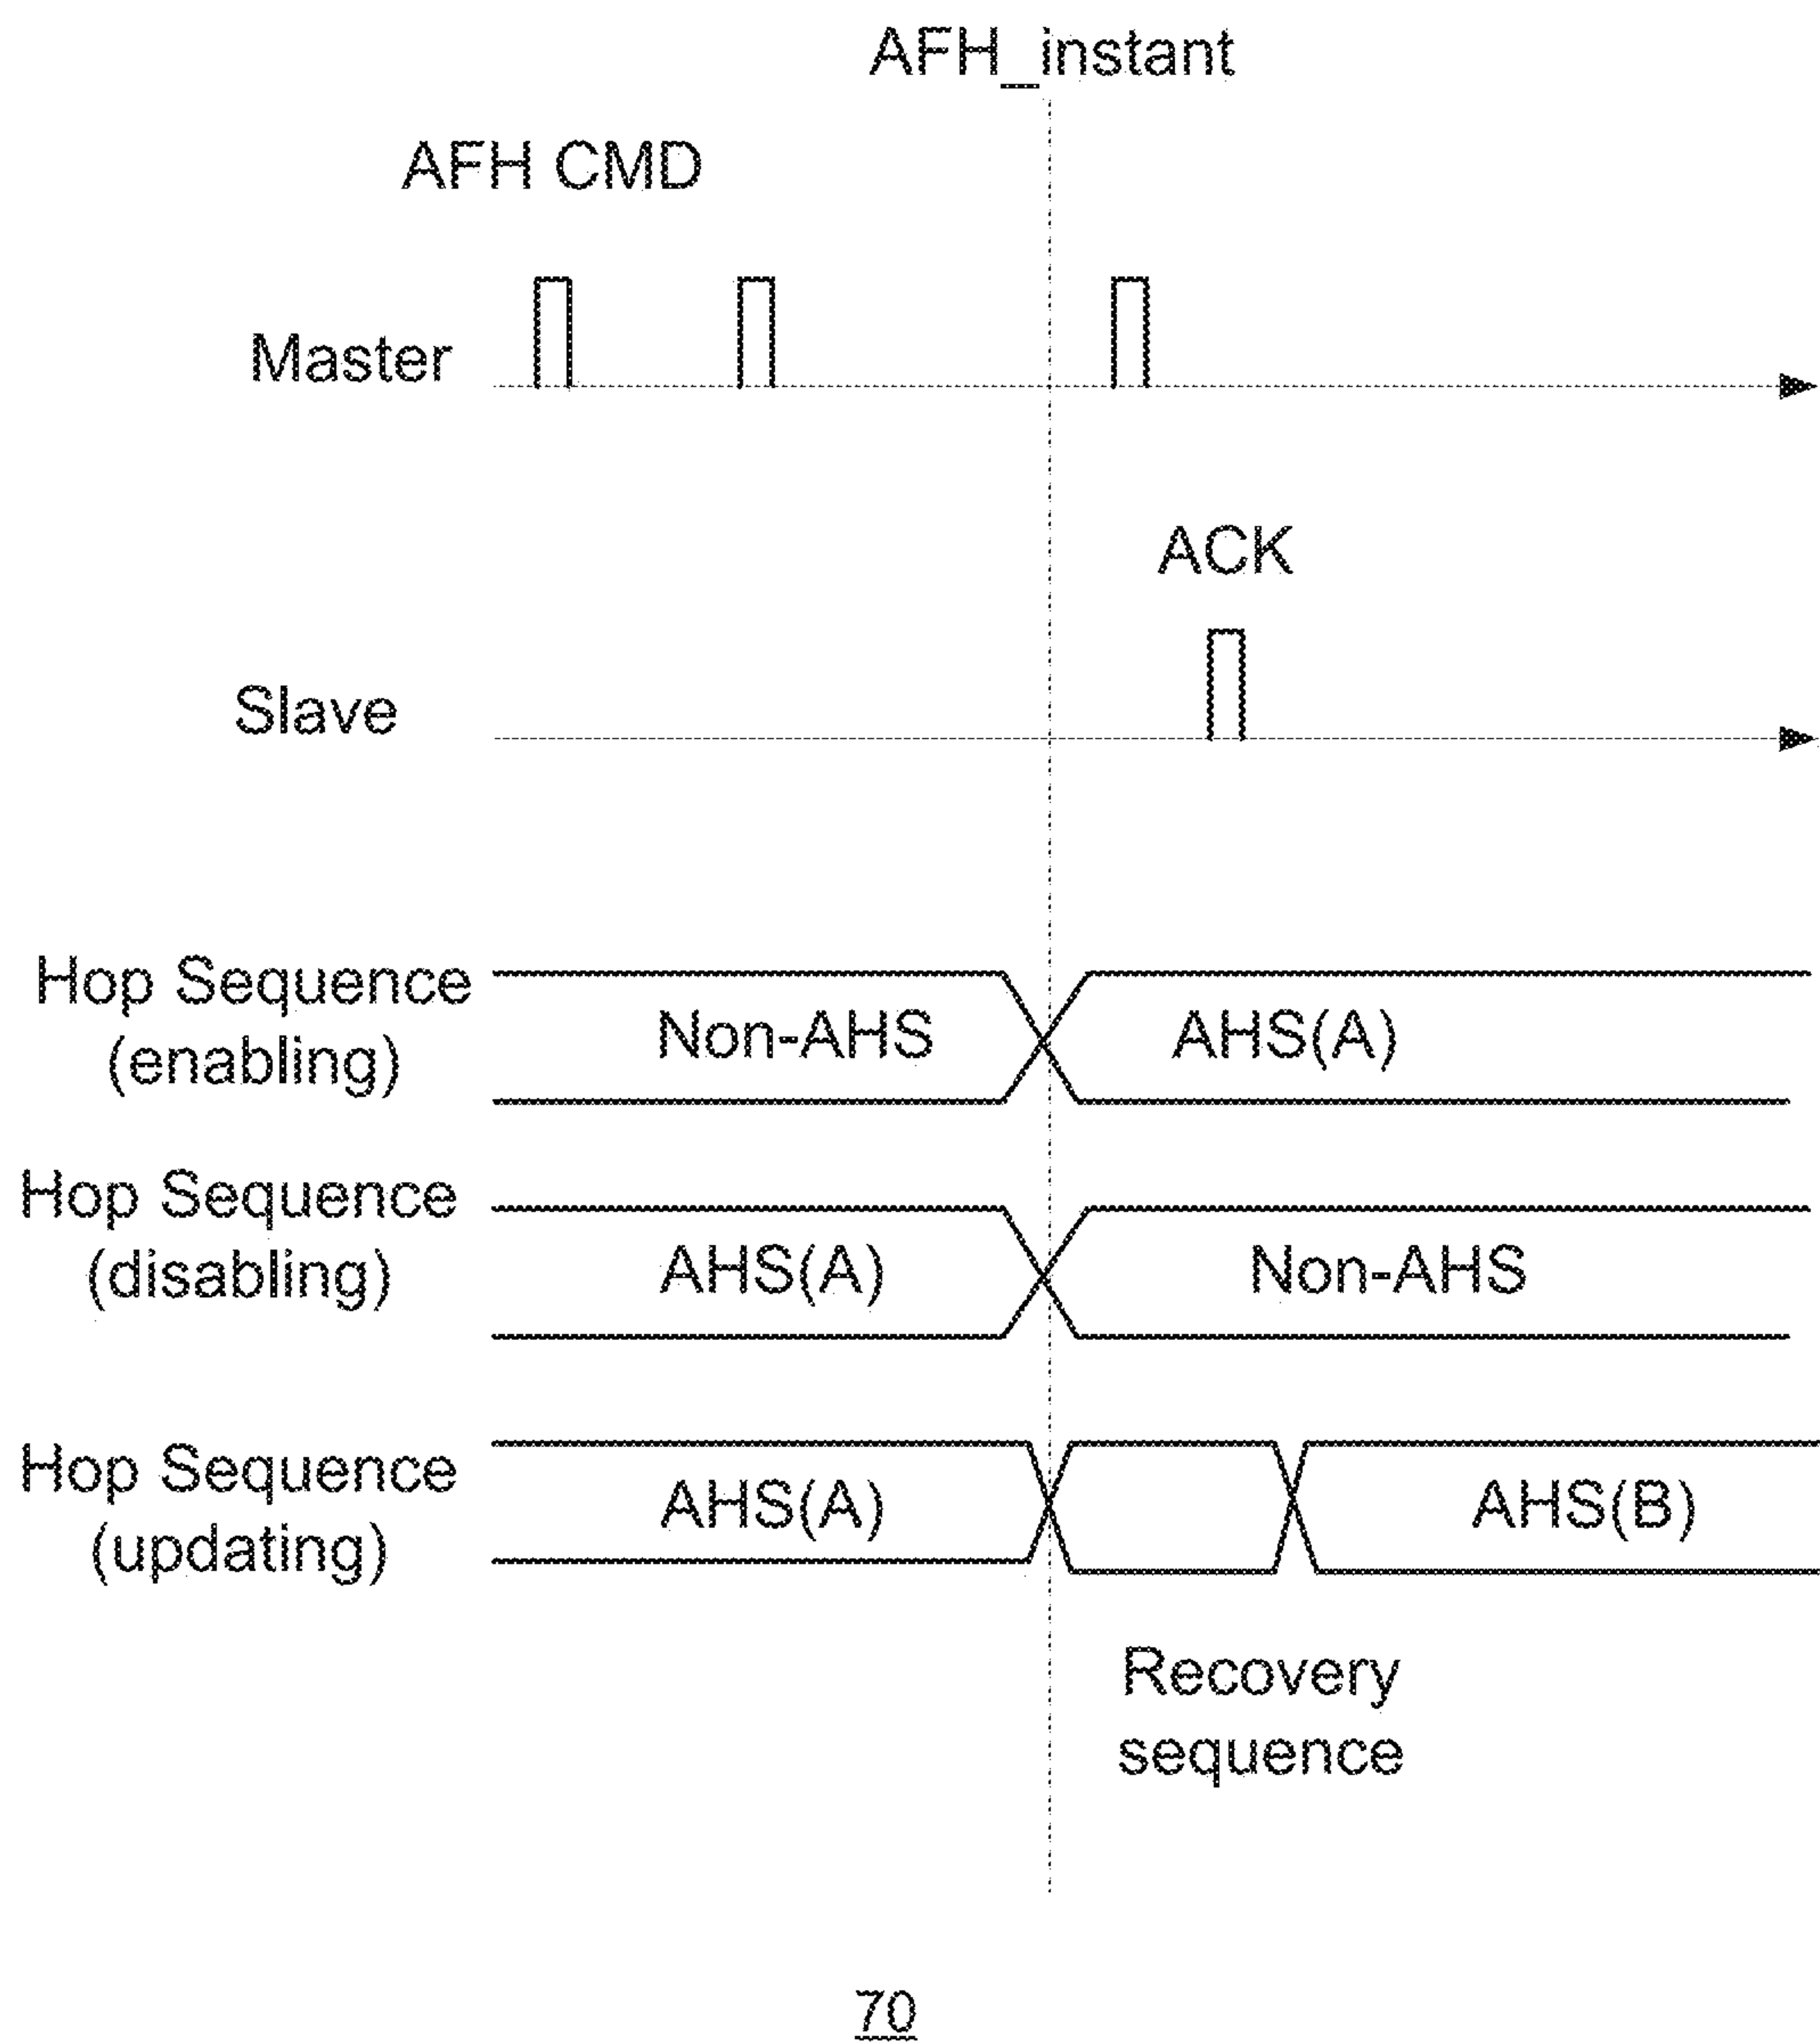 AFH_instant
AFH CMD
Master
ACK
Slave
Hop Sequence
(enabling)
Non-AHS
AHS(A)
Hop Sequence
(disabling)
AHS(A)
Non-AHS
Hop Sequence
(updating)
AHS(A)
AHS(B)
Recovery
sequence
70